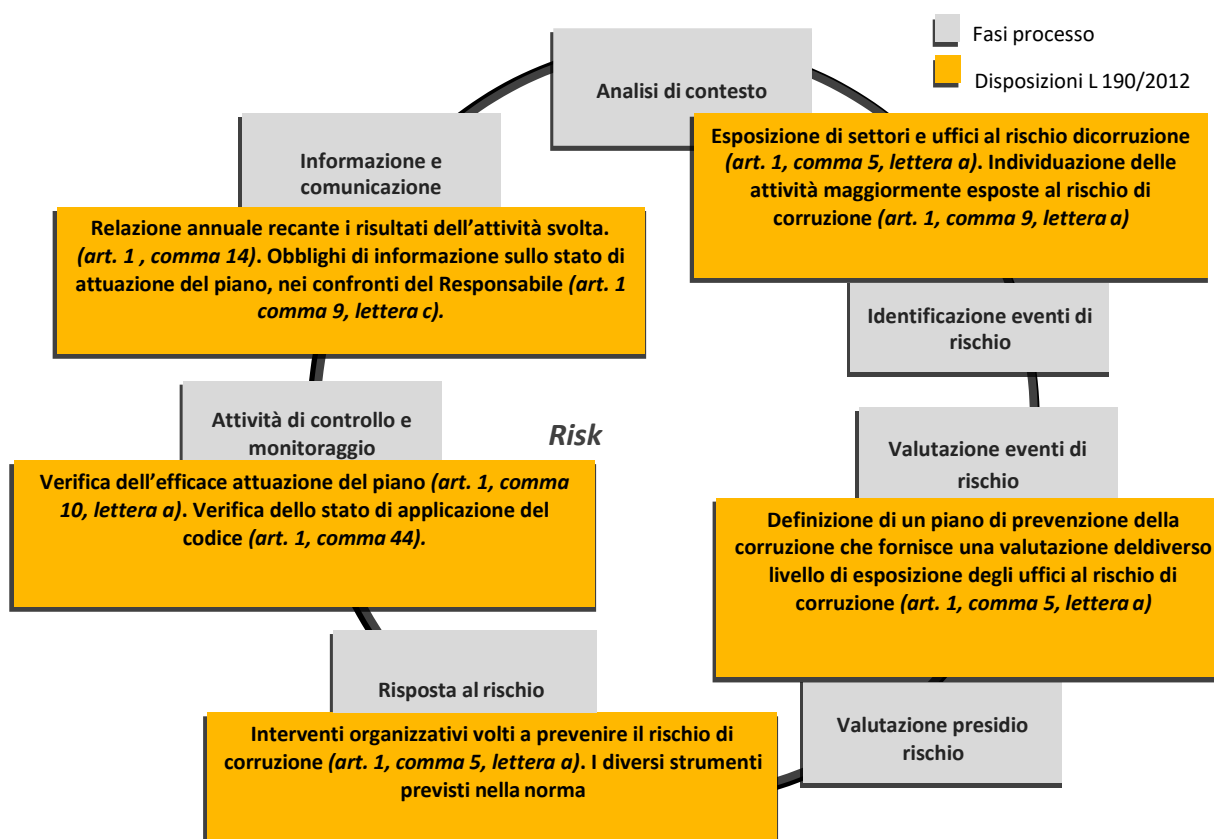 Fasi processo
Disposizioni L 190/2012
Analisi di contesto
Esposizione di settori e uffici al rischio dicorruzione
(art. 1, comma 5, lettera a). Individuazione delle
attività maggiormente esposte al rischio di
corruzione (art. 1, comma 9, lettera a)
Identificazione eventi di
rischio
Valutazione eventi di
rischio
Definizione di un piano di prevenzione della
corruzione che fornisce una valutazione deldiverso
livello di esposizione degli uffici al rischio di
corruzione (art. 1, comma 5, lettera a)
Valutazione presidio
rischio
Risposta al rischio
Interventi organizzativi volti a prevenire il rischio di
corruzione (art. 1, comma 5, lettera a). I diversi strumenti
previsti nella norma
Attività di controllo e
monitoraggio
Verifica dell’efficace attuazione del piano (art. 1, comma
10, lettera a). Verifica dello stato di applicazione del
codice (art. 1, comma 44).
Informazione e
comunicazione
Relazione annuale recante i risultati dell’attività svolta.
(art. 1 , comma 14). Obblighi di informazione sullo stato di
attuazione del piano, nei confronti del Responsabile (art. 1
comma 9, lettera c).
Risk